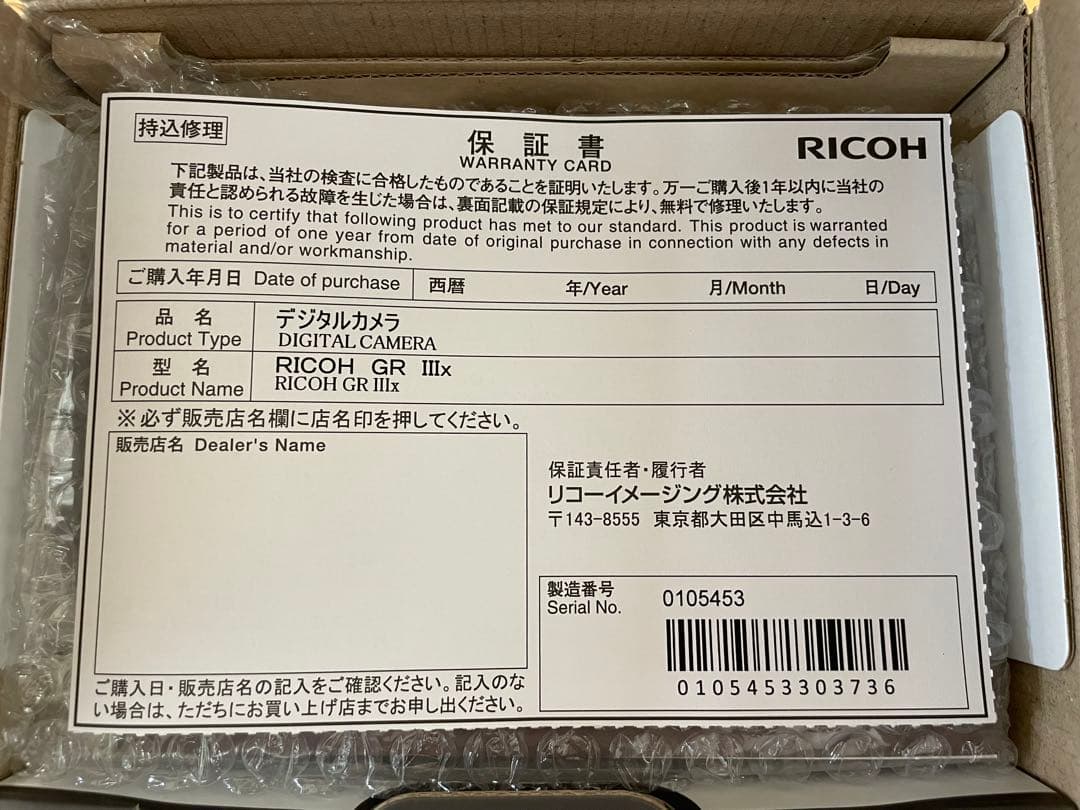 持込修理
保証書
WARRANTY CARD
RICOH
下記製品は、当社の検査に合格したものであることを証明いたします。万一ご購入後1年以内に当社の
責任と認められる故障を生じた場合は、裏面記載の保証規定により、無料で修理いたします。
This is to certify that following product has met to our standard. This product is warranted
for a period of one year from date of original purchase in connection with any defects in
material and/or workmanship.
ご購入年月日 Date of purchase 西暦 年/Year 月/Month 日/Day
品 名 デジタルカメラ
Product Type DIGITAL CAMERA
型 名 RICOH GR IIIx
Product Name RICOH GR IIIx
※必ず販売店名欄に店名印を押してください。
販売店名 Dealer's Name
保証責任者・履行者
リコーイメージング株式会社
〒143-8555 東京都大田区中馬込1-3-6
製造番号
Serial No. 0105453
0105453303736
ご購入日・販売店名の記入をご確認ください。記入のな
い場合は、ただちにお買い上げ店までお申し出ください。